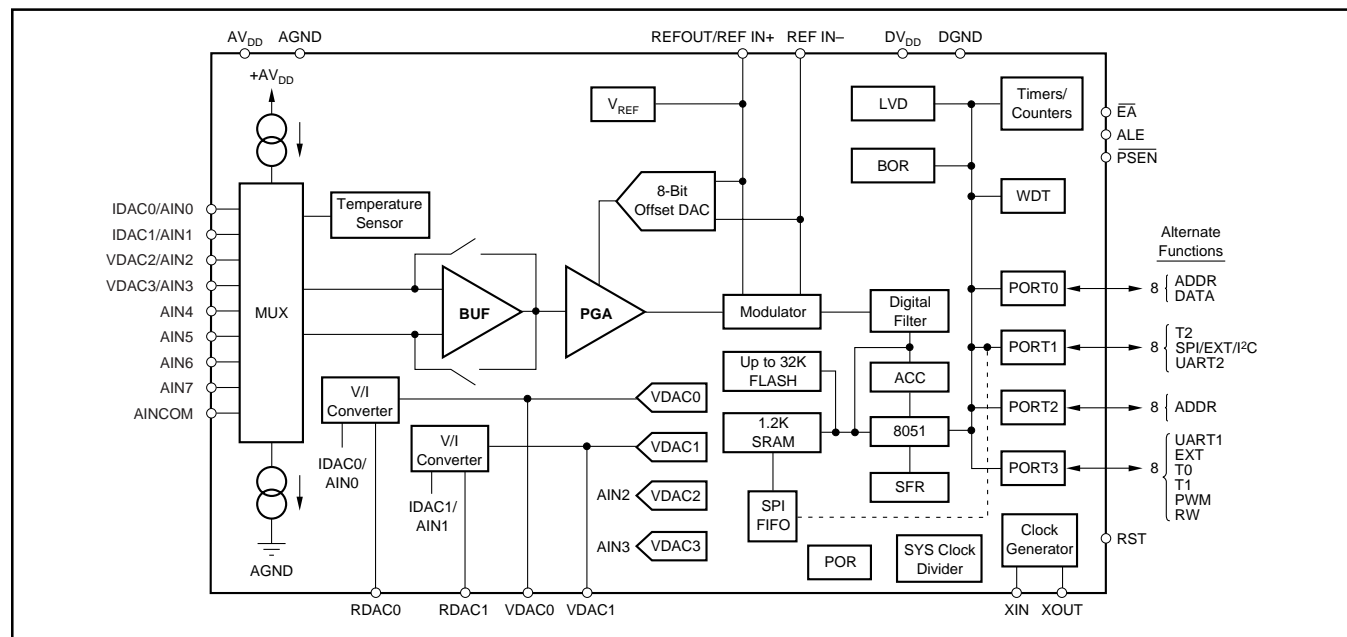 AVDD
AGND
REFOUT/REF IN+
REF IN–
DVDD
DGND
+AVDD
VREF
LVD
Timers/
Counters
EA
ALE
PSEN
BOR
8-Bit
Offset DAC
Temperature
Sensor
WDT
IDAC0/AIN0
IDAC1/AIN1
VDAC2/AIN2
VDAC3/AIN3
AIN4
AIN5
AIN6
AIN7
AINCOM
MUX
BUF
PGA
Modulator
Digital
Filter
Alternate
Functions
PORT0
8
ADDR
DATA
PORT1
8
T2
SPI/EXT/I²C
UART2
PORT2
8
ADDR
PORT3
8
UART1
EXT
T0
T1
PWM
RW
Up to 32K
FLASH
ACC
1.2K
SRAM
8051
SFR
SPI
FIFO
V/I
Converter
VDAC0
V/I
Converter
VDAC1
IDAC0/
AIN0
IDAC1/
AIN1
AIN2
VDAC2
AIN3
VDAC3
POR
SYS Clock
Divider
Clock
Generator
RST
AGND
RDAC0
RDAC1
VDAC0
VDAC1
XIN
XOUT